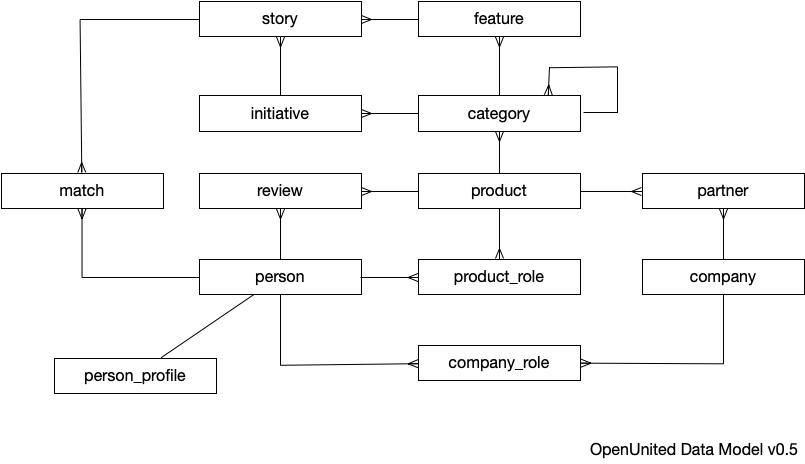 story
feature
initiative
category
match
review
product
partner
person
product_role
company
person_profile
company_role
OpenUnited Data Model v0.5